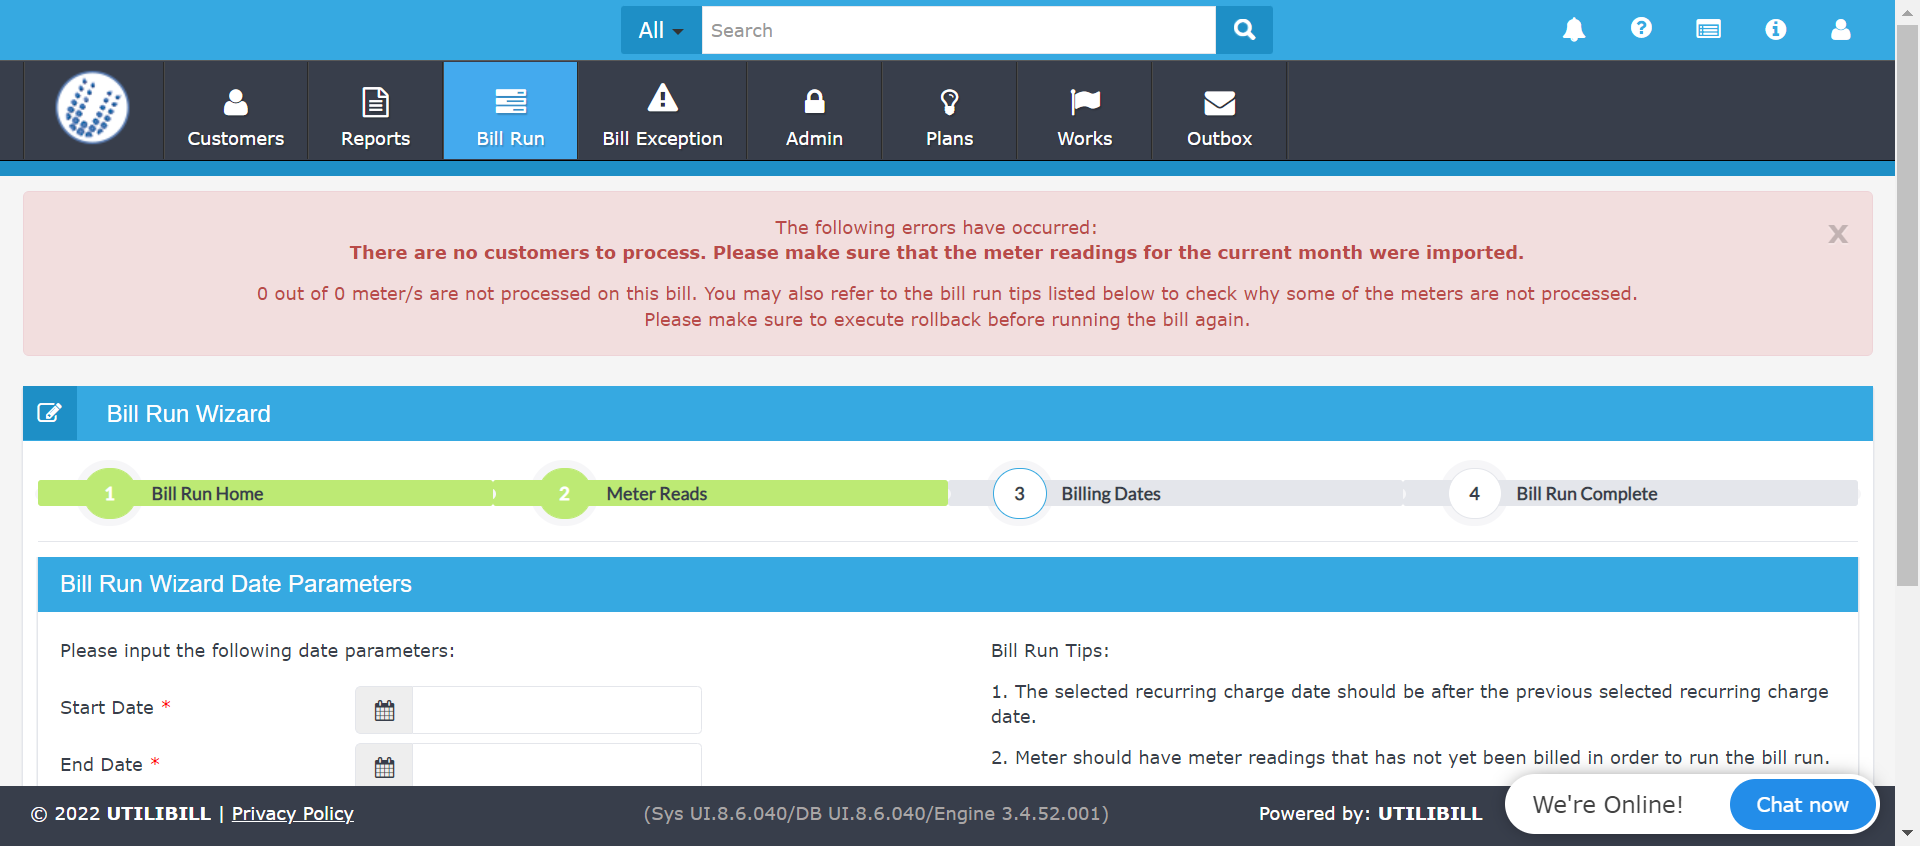 All
Search
Customers
Reports
Bill Run
Bill Exception
Admin
Plans
Works
Outbox
The following errors have occurred:
x
There are no customers to process. Please make sure that the meter readings for the current month were imported.
0 out of 0 meter/s are not processed on this bill. You may also refer to the bill run tips listed below to check why some of the meters are not processed.
Please make sure to execute rollback before running the bill again.
Bill Run Wizard
1 Bill Run Home
2 Meter Reads
3 Billing Dates
4 Bill Run Complete
Bill Run Wizard Date Parameters
Please input the following date parameters:
Start Date *
End Date *
Bill Run Tips:
1. The selected recurring charge date should be after the previous selected recurring charge
date.
2. Meter should have meter readings that has not yet been billed in order to run the bill run.
© 2022 UTILIBILL | Privacy Policy
(Sys UI.8.6.040/DB UI.8.6.040/Engine 3.4.52.001)
Powered by: UTILIBILL
We're Online!
Chat now